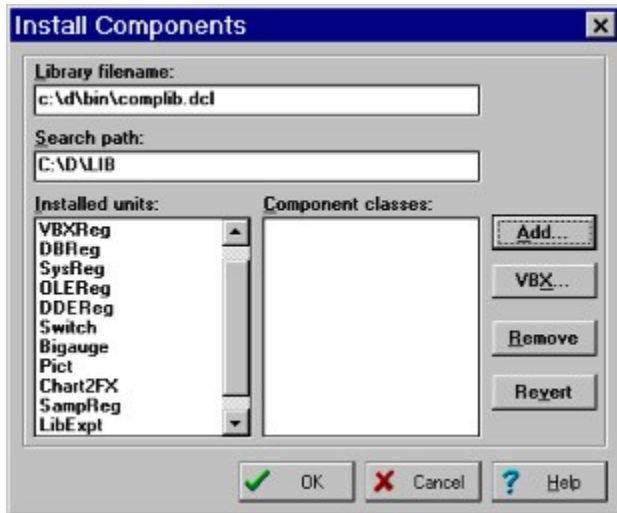 Install Components
Library filename:
c:\d\bin\complib.dcl
Search path:
C:\D\LIB
Installed units:
VBXReg
DBReg
SysReg
OLEReg
DDEReg
Switch
Bigauge
Pict
Chart2FX
SampReg
LibExpt
Component classes:
Add...
VBX...
Remove
Revert
OK
Cancel
Help